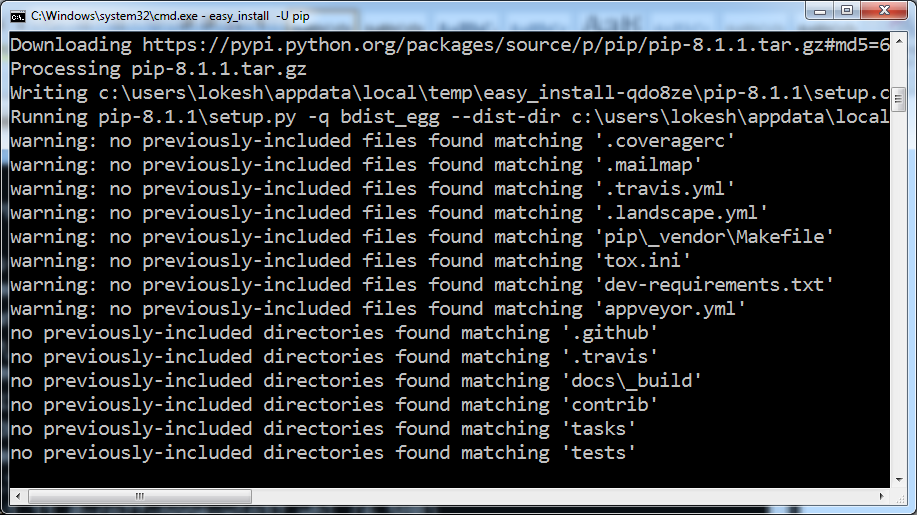 C:\Windows\system32\cmd.exe - easy_install  -U pip
Downloading https://pypi.python.org/packages/source/p/pip/pip-8.1.1.tar.gz#md5=6
Processing pip-8.1.1.tar.gz
Writing c:\users\lokesh\appdata\local\temp\easy_install-qdo8ze\pip-8.1.1\setup.c
Running pip-8.1.1\setup.py -q bdist_egg --dist-dir c:\users\lokesh\appdata\local
warning: no previously-included files found matching '.coveragerc'
warning: no previously-included files found matching '.mailmap'
warning: no previously-included files found matching '.travis.yml'
warning: no previously-included files found matching '.landscape.yml'
warning: no previously-included files found matching 'pip\_vendor\Makefile'
warning: no previously-included files found matching 'tox.ini'
warning: no previously-included files found matching 'dev-requirements.txt'
warning: no previously-included files found matching 'appveyor.yml'
no previously-included directories found matching '.github'
no previously-included directories found matching '.travis'
no previously-included directories found matching 'docs\_build'
no previously-included directories found matching 'contrib'
no previously-included directories found matching 'tasks'
no previously-included directories found matching 'tests'